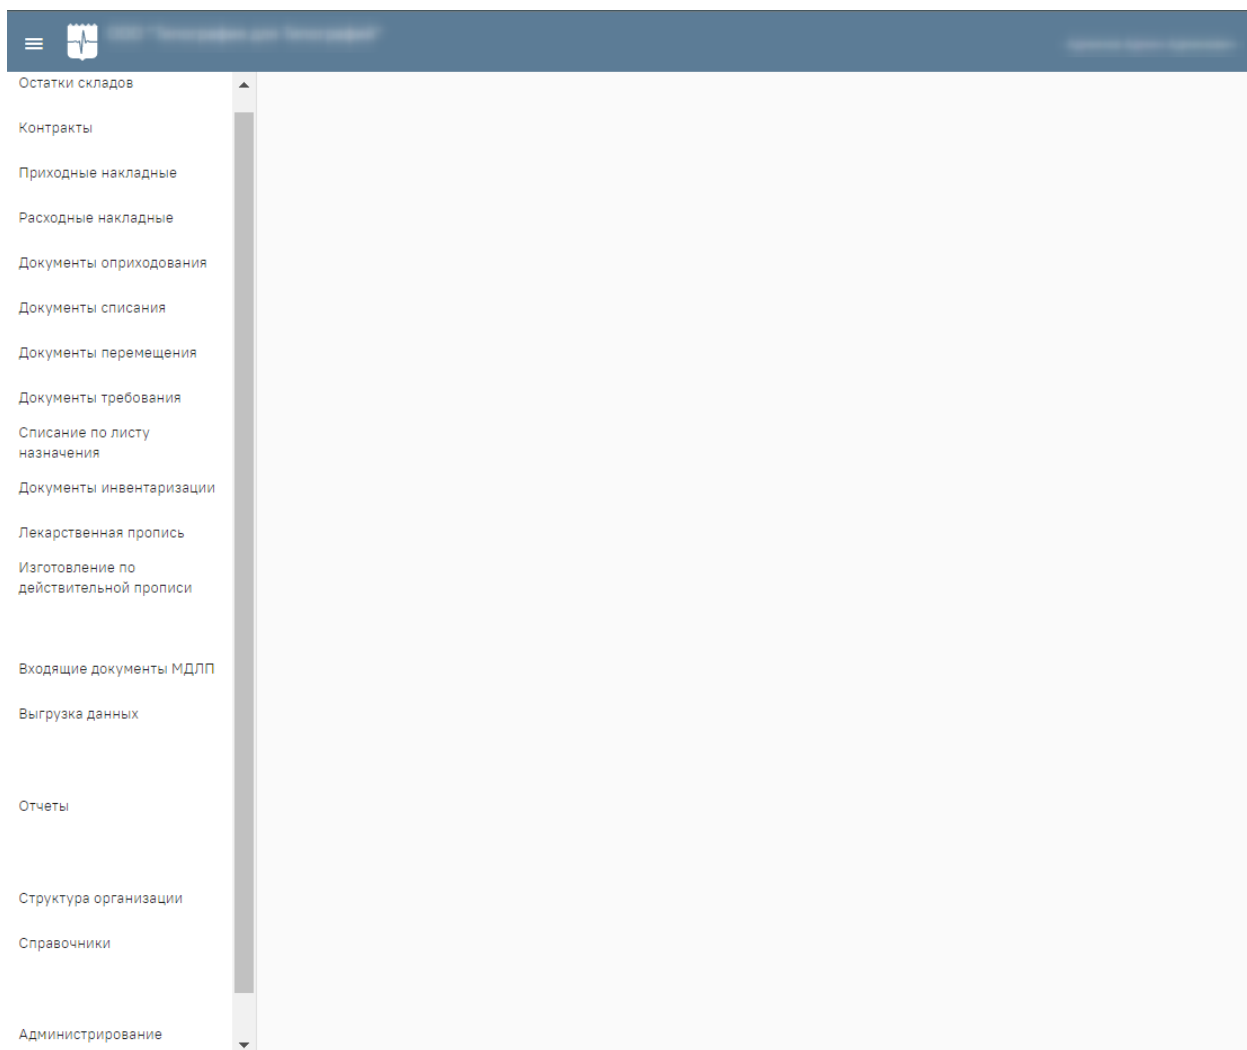 Остатки складов
Контракты
Приходные накладные
Расходные накладные
Документы оприходования
Документы списания
Документы перемещения
Документы требования
Списание по листу
назначения
Документы инвентаризации
Лекарственная пропись
Изготовление по
действительной прописи
Входящие документы МДЛП
Выгрузка данных
Отчеты
Структура организации
Справочники
Администрирование